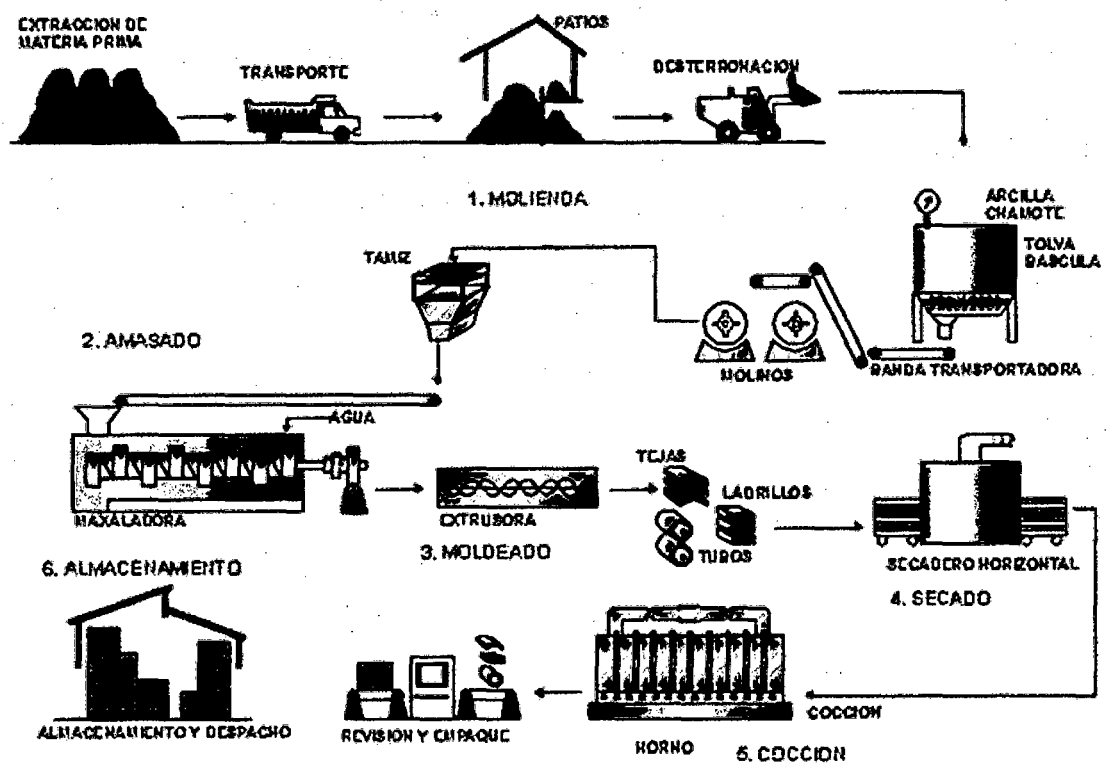 EXTRACCION DE
MATERIA PRIMA
TRANSPORTE
PATIOS
DESTERRONACION
1. MOLIENDA
ARCILLA
CHAMOTE
TOLVA
BASCULA
TAMIZ
MOLINOS
BANDA TRANSPORTADORA
2. AMASADO
AGUA
MAXALADORA
EXTRUSORA
3. MOLDEADO
TEJAS
LADRILLOS
TUBOS
SECADERO HORIZONTAL
4. SECADO
6. ALMACENAMIENTO
ALMACENAMIENTO Y DESPACHO
REVISION Y EMPAQUE
HORNO
COCCION
5. COCCION